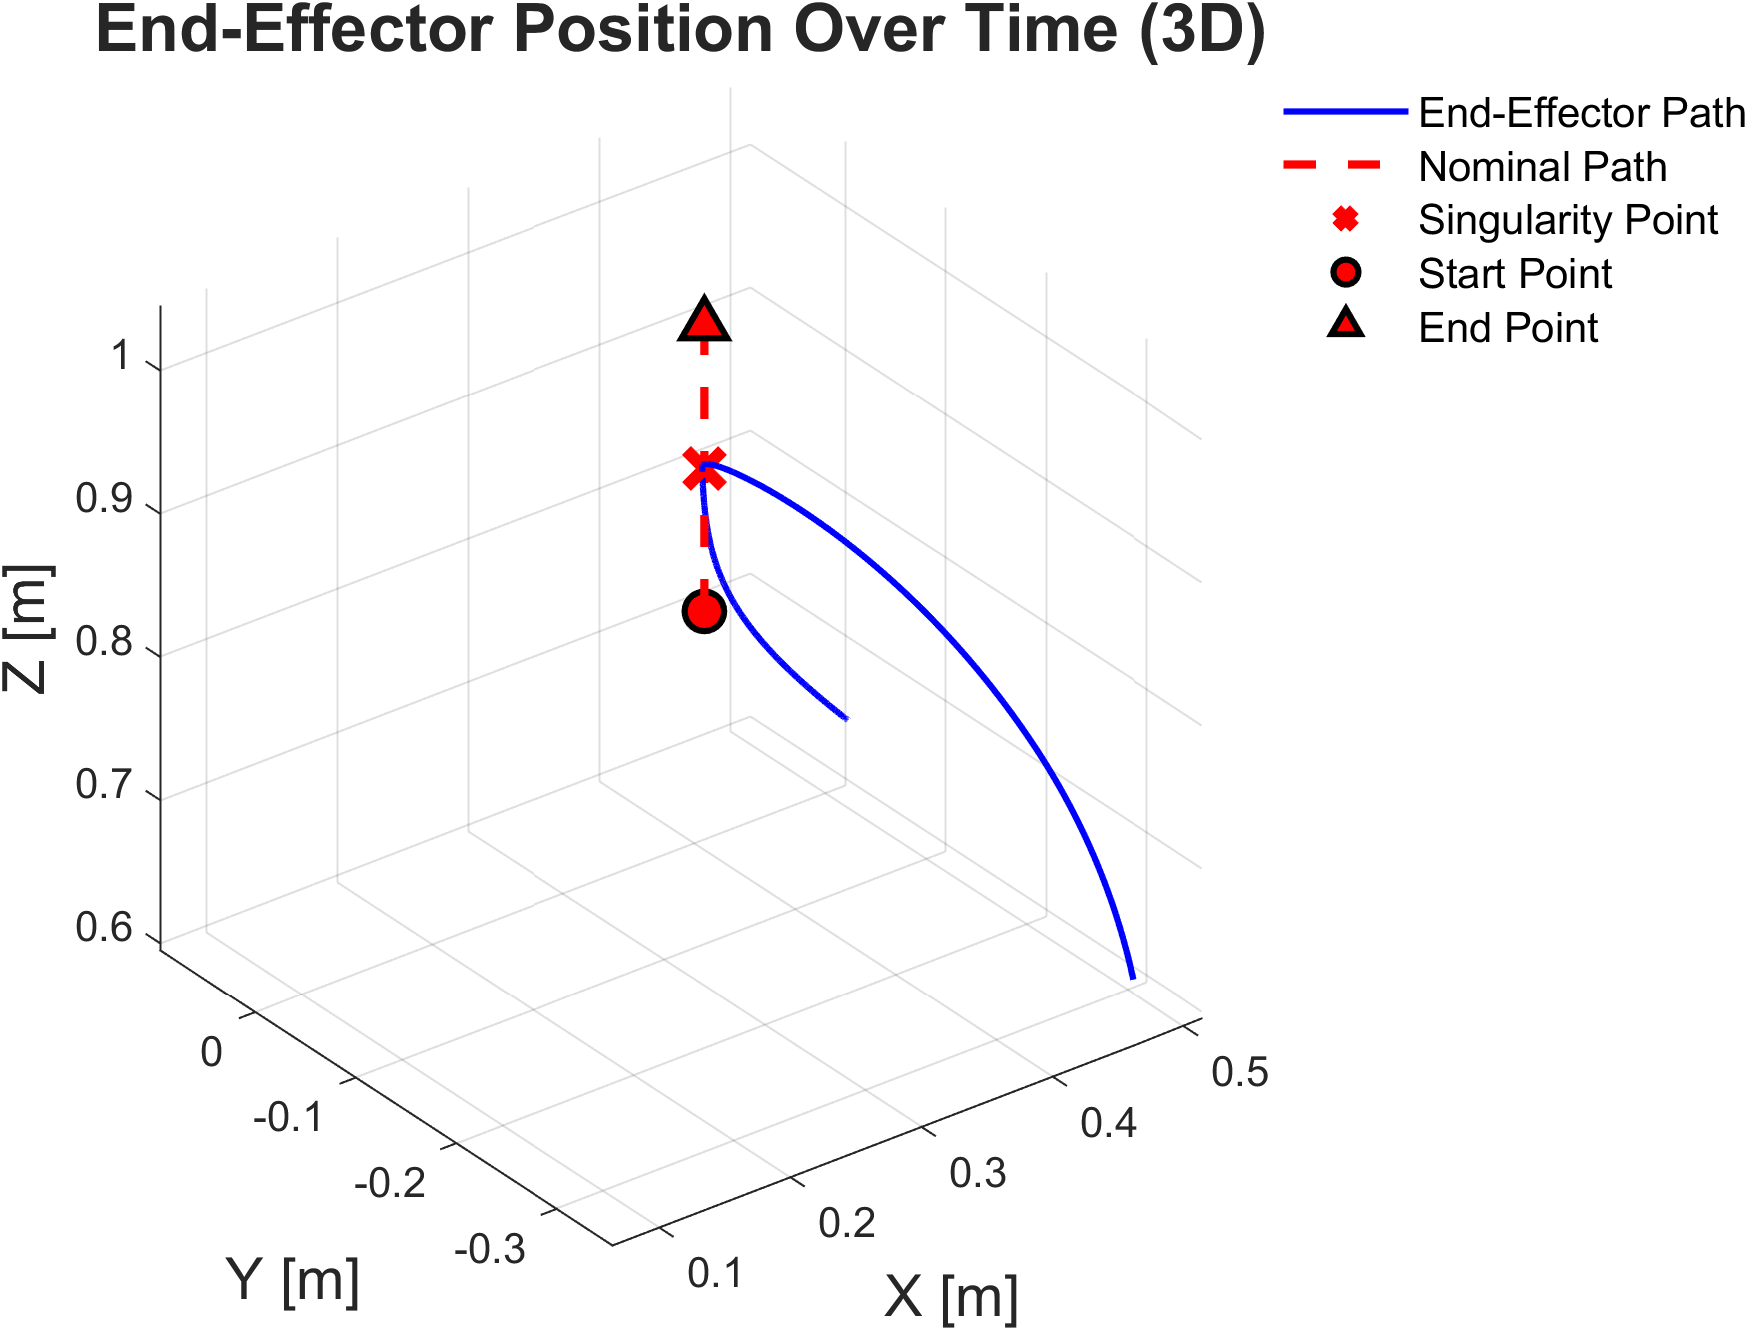 End-Effector Position Over Time (3D)
End-Effector Path
Nominal Path
Singularity Point
Start Point
End Point
1
0.9
0.8
0.7
0.6
Z [m]
0
-0.1
-0.2
-0.3
Y [m]
0.1
0.2
0.3
0.4
0.5
X [m]